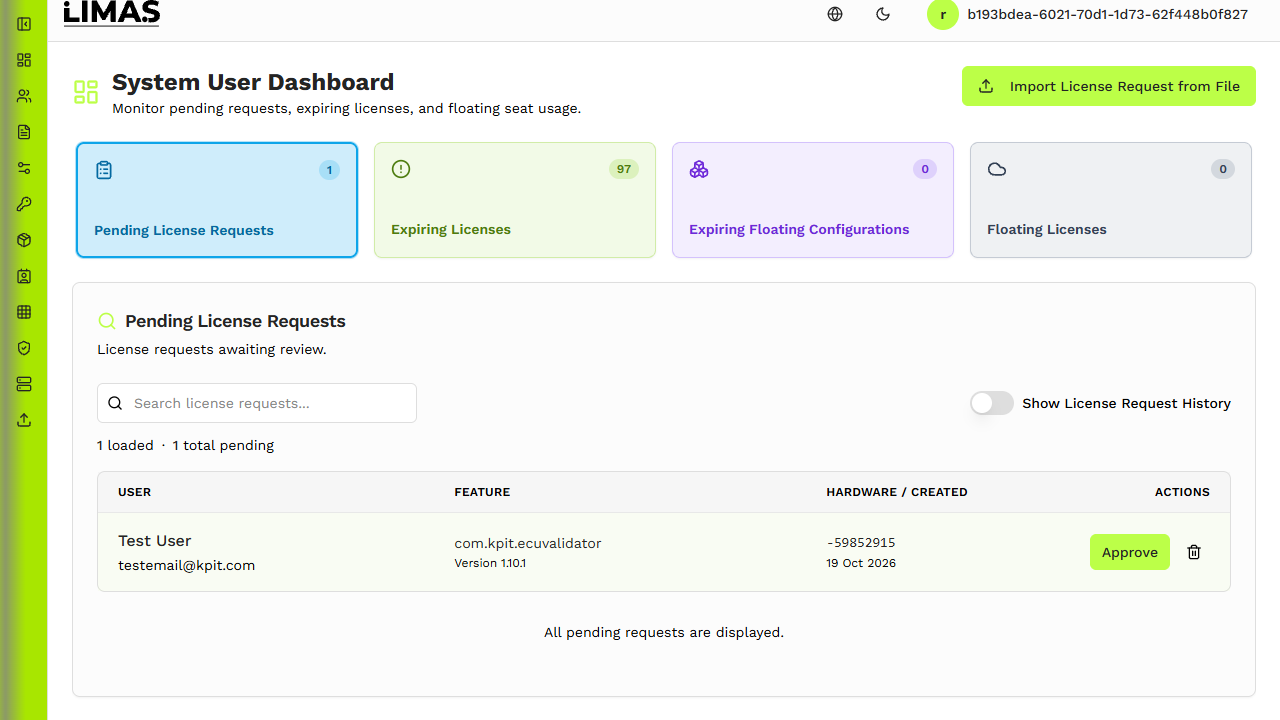 LIMAS
r
b193bdea-6021-70d1-1d73-62f448b0f827
System User Dashboard
Monitor pending requests, expiring licenses, and floating seat usage.
Import License Request from File
1
Pending License Requests
97
Expiring Licenses
0
Expiring Floating Configurations
0
Floating Licenses
Pending License Requests
License requests awaiting review.
Search license requests...
Show License Request History
1 loaded · 1 total pending
USER FEATURE HARDWARE / CREATED ACTIONS
Test User
testemail@kpit.com
com.kpit.ecuvalidator
Version 1.10.1
-59852915
19 Oct 2026
Approve
All pending requests are displayed.